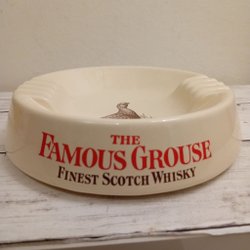 THE
FAMOUS GROUSE
FINEST SCOTCH WHISKY